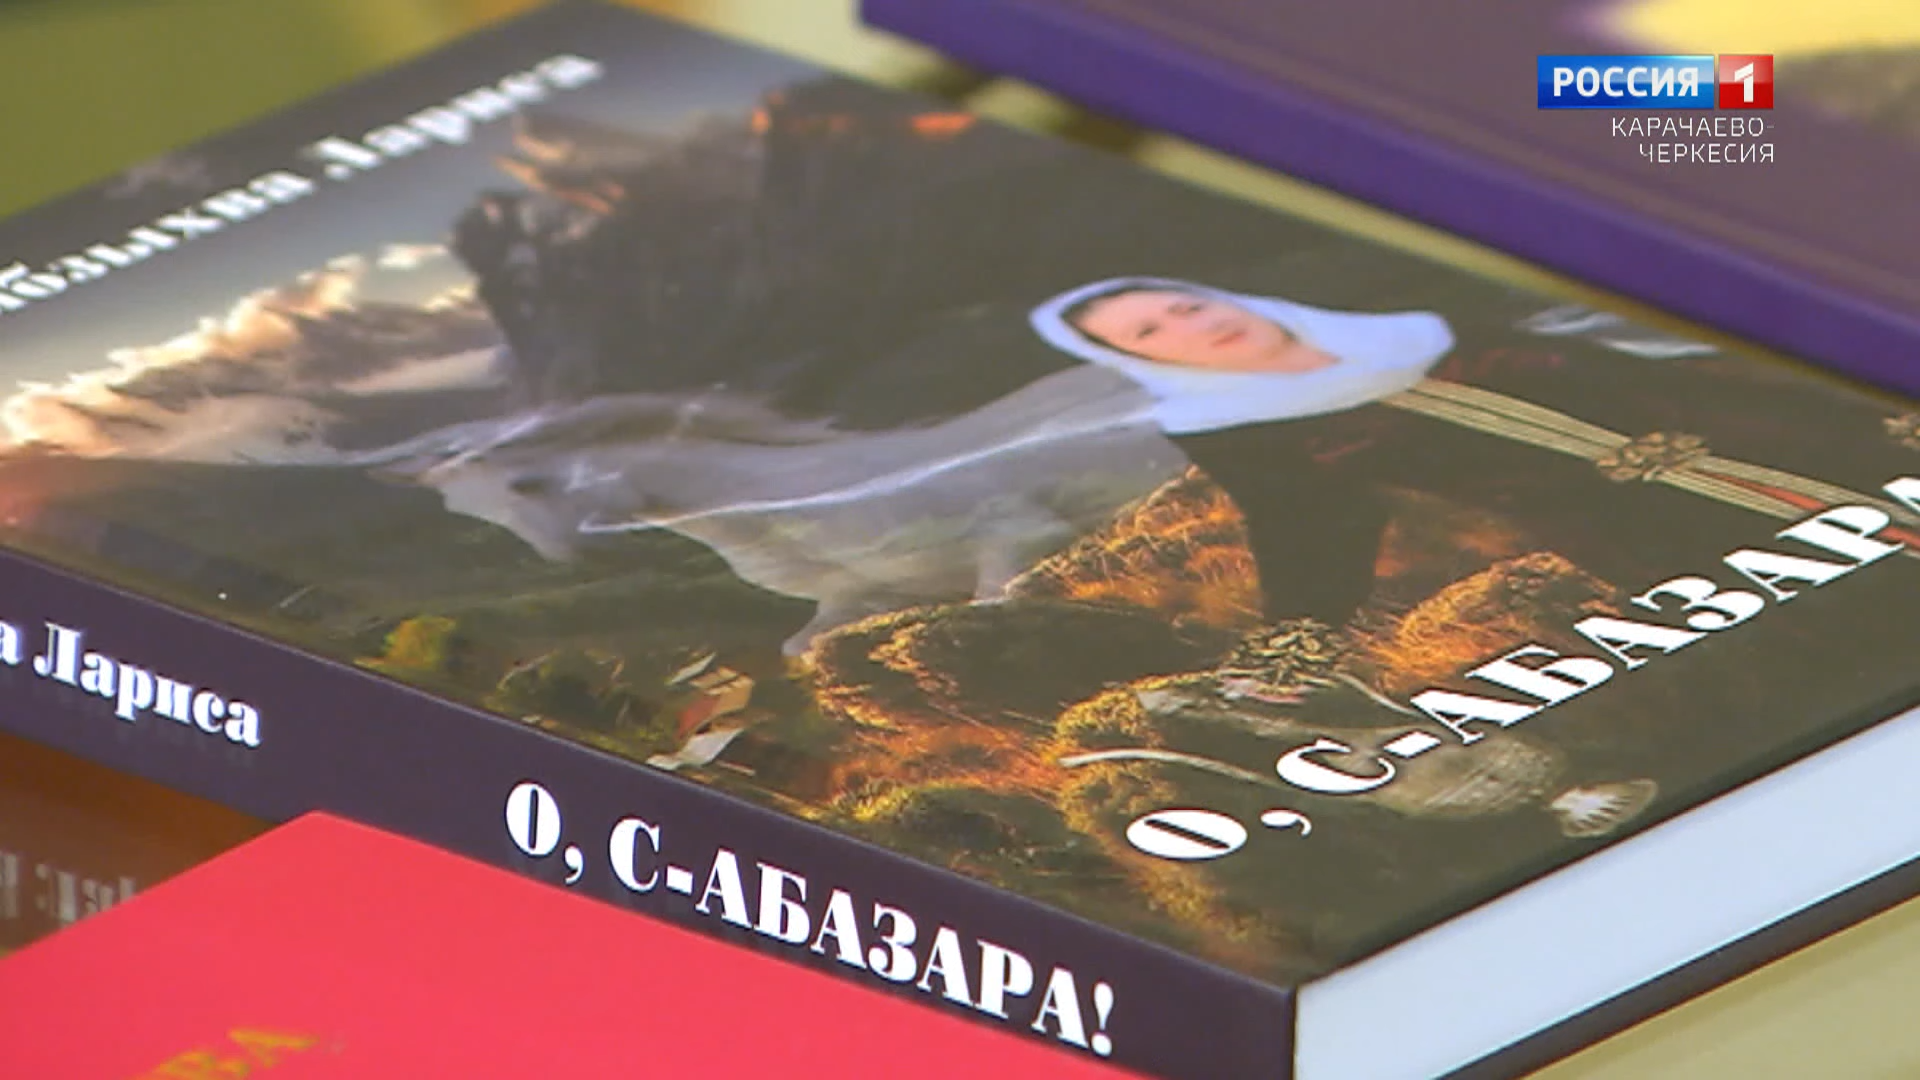 РОССИЯ 1
КАРАЧАЕВО-
ЧЕРКЕСИЯ
Лариса
О, С-АБАЗАРА
Лариса
О, С-АБАЗАРА!